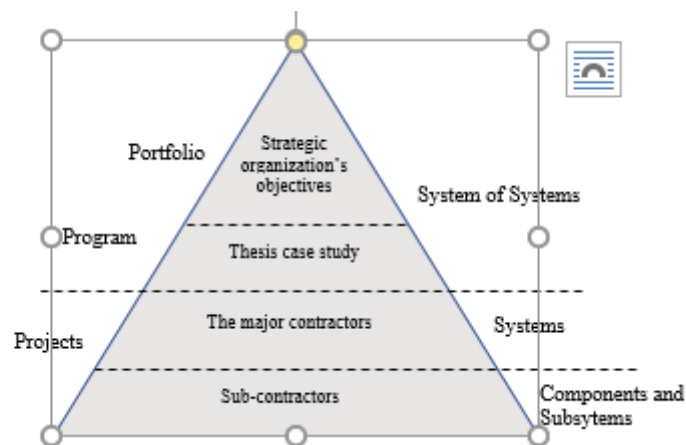 Portfolio
Strategic
organization's
objectives
System of Systems
Program
Thesis case study
Projects
The major contractors
Systems
Sub-contractors
Components and
Subsytems